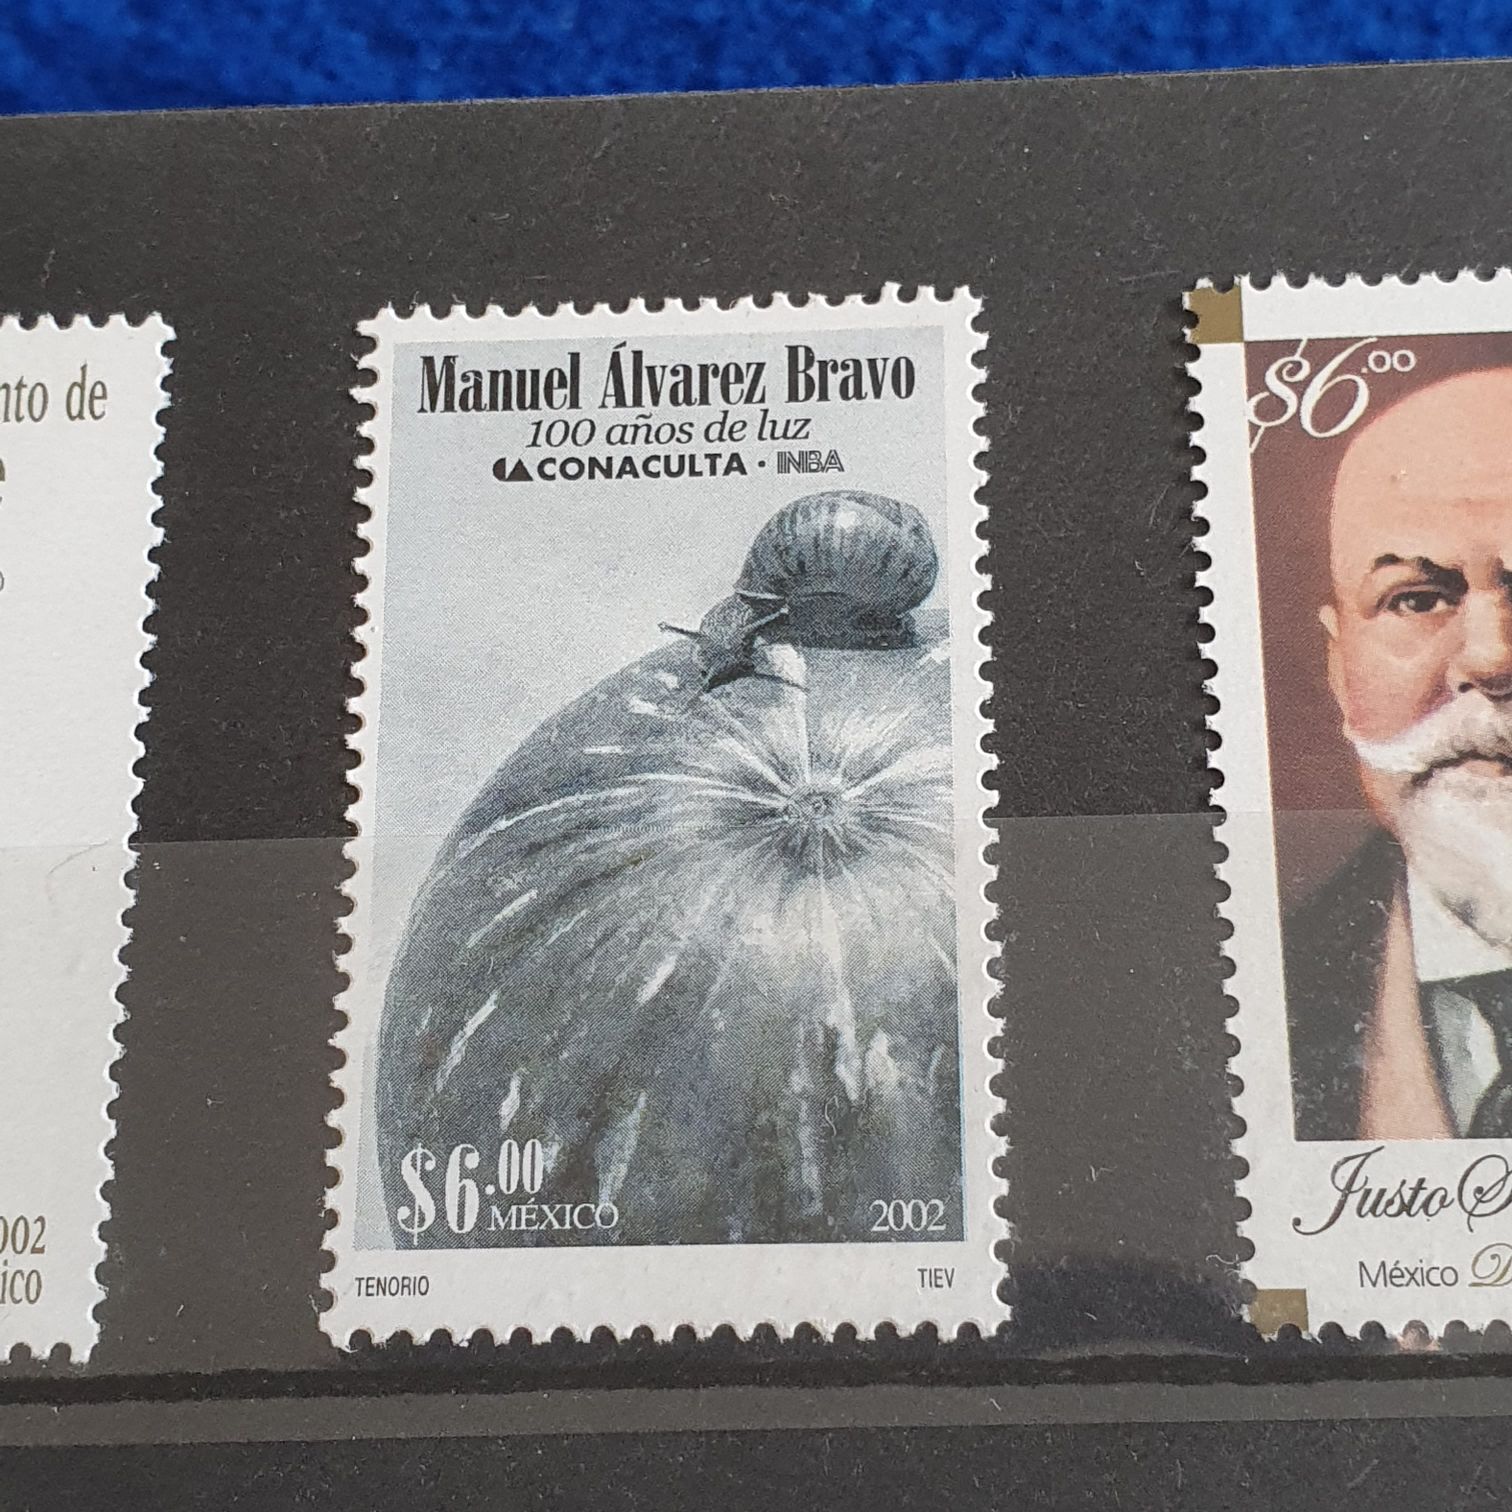 nto de
002
ico
Manuel Álvarez Bravo
100 años de luz
CONACULTA · INBA
$6.00
MÉXICO
2002
TENORIO
TIEV
$6.00
Justo S
México D